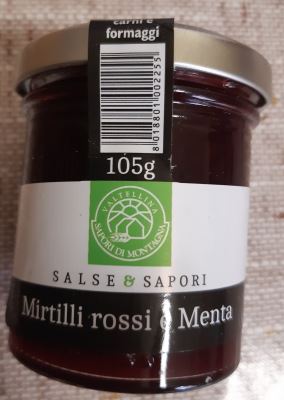 carni e
formaggi
8018801002255
105g
VALTELLINA
SAPORI DI MONTAGNA
SALSE & SAPORI
Mirtilli rossi e Menta